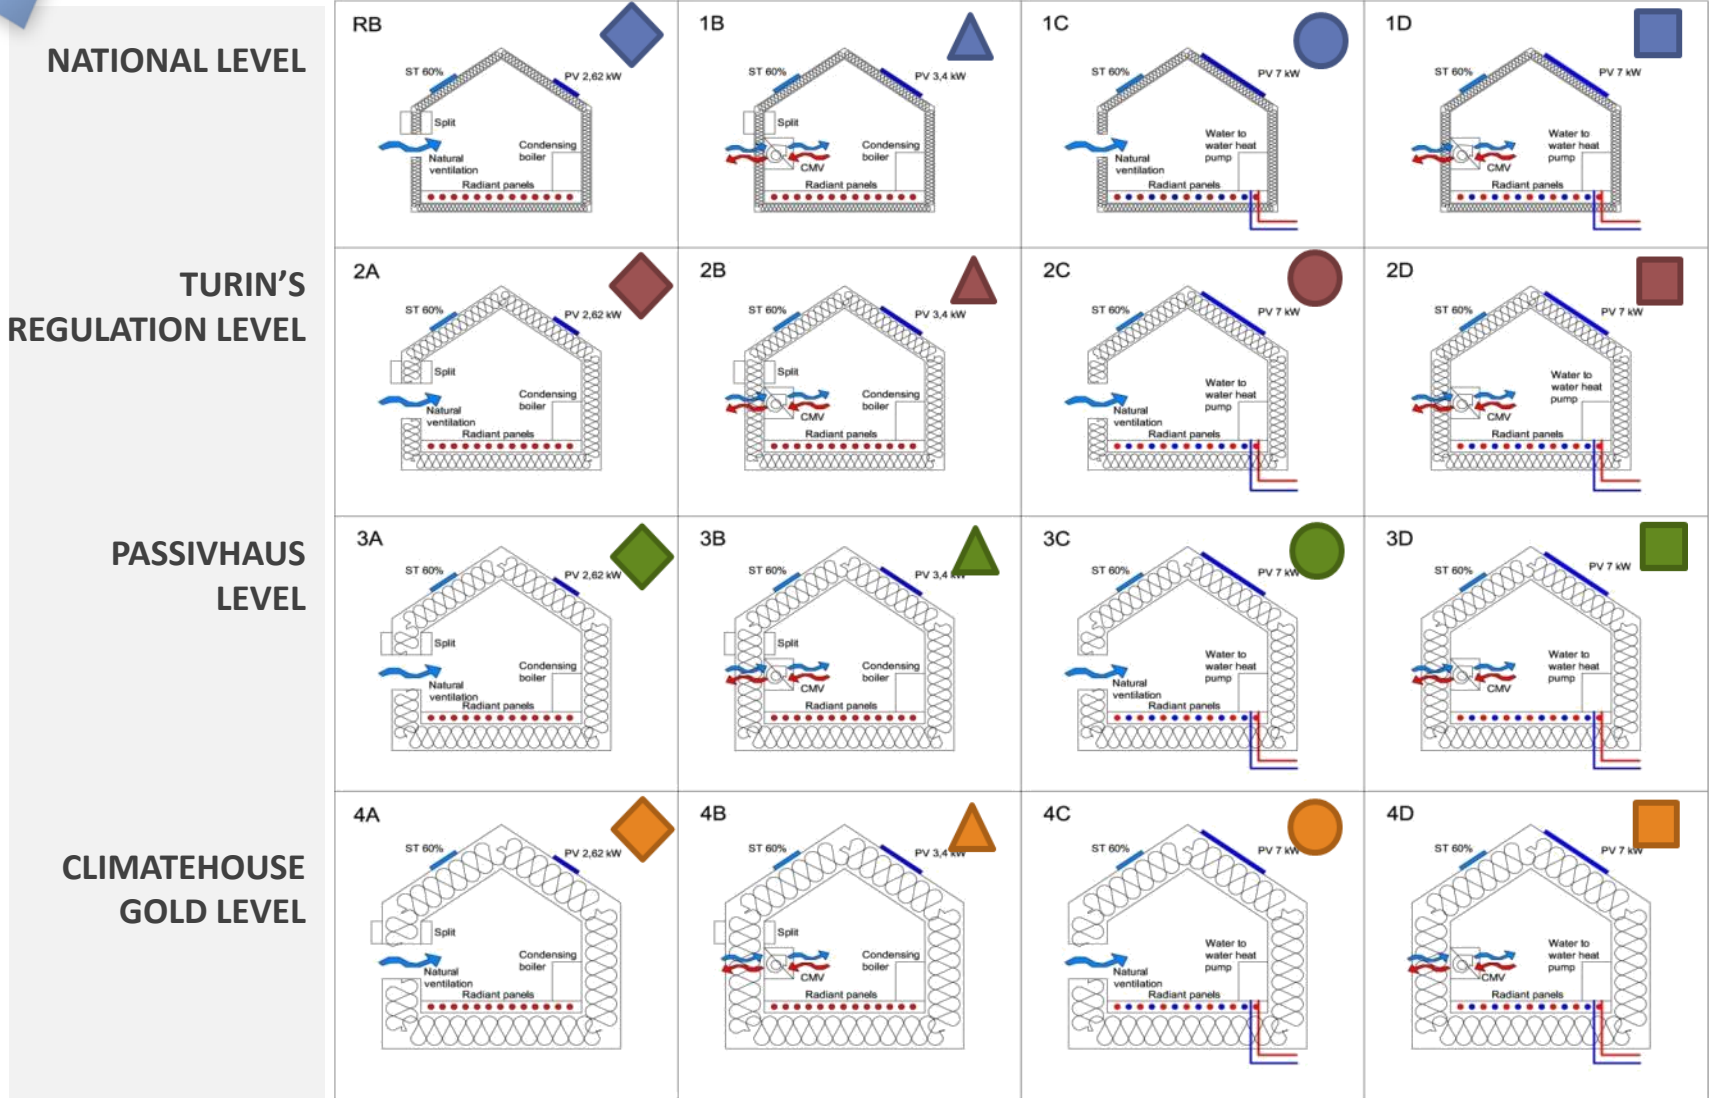 NATIONAL LEVEL
RB
ST 60%
PV 2,62 kW
Split
Natural
ventilation
Condensing
boiler
Radiant panels
1B
ST 60%
PV 3,4 kW
Split
CMV
Condensing
boiler
Radiant panels
1C
ST 60%
PV 7 kW
Natural
ventilation
Water to
water heat
pump
Radiant panels
1D
ST 60%
PV 7 kW
CMV
Water to
water heat
pump
Radiant panels
TURIN'S
REGULATION LEVEL
2A
ST 60%
PV 2,62 kW
Split
Natural
ventilation
Condensing
boiler
Radiant panels
2B
ST 60%
PV 3,4 kW
Split
CMV
Condensing
boiler
Radiant panels
2C
ST 60%
PV 7 kW
Natural
ventilation
Water to
water heat
pump
Radiant panels
2D
ST 60%
PV 7 kW
CMV
Water to
water heat
pump
Radiant panels
PASSIVHAUS
LEVEL
3A
ST 60%
PV 2,62 kW
Split
Natural
ventilation
Condensing
boiler
Radiant panels
3B
ST 60%
PV 3,4 kW
Split
CMV
Condensing
boiler
Radiant panels
3C
ST 60%
PV 7 kW
Natural
ventilation
Water to
water heat
pump
Radiant panels
3D
ST 60%
PV 7 kW
CMV
Water to
water heat
pump
Radiant panels
CLIMATEHOUSE
GOLD LEVEL
4A
ST 60%
PV 2,62 kW
Split
Natural
ventilation
Condensing
boiler
Radiant panels
4B
ST 60%
PV 3,4 kW
Split
CMV
Condensing
boiler
Radiant panels
4C
ST 60%
PV 7 kW
Natural
ventilation
Water to
water heat
pump
Radiant panels
4D
ST 60%
PV 7 kW
CMV
Water to
water heat
pump
Radiant panels